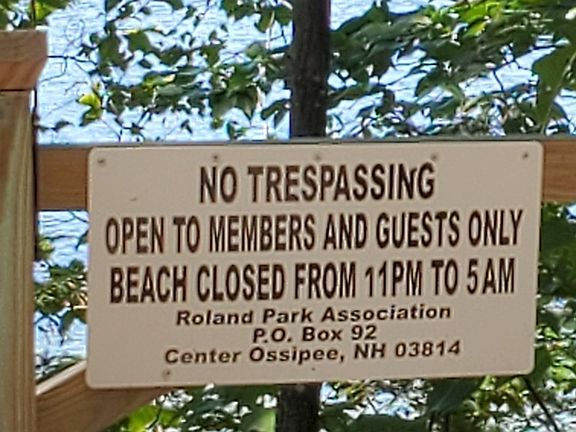 NO TRESPASSING
OPEN TO MEMBERS AND GUESTS ONLY
BEACH CLOSED FROM 11PM TO 5AM
Roland Park Association
P.O. Box 92
Center Ossipee, NH 03814